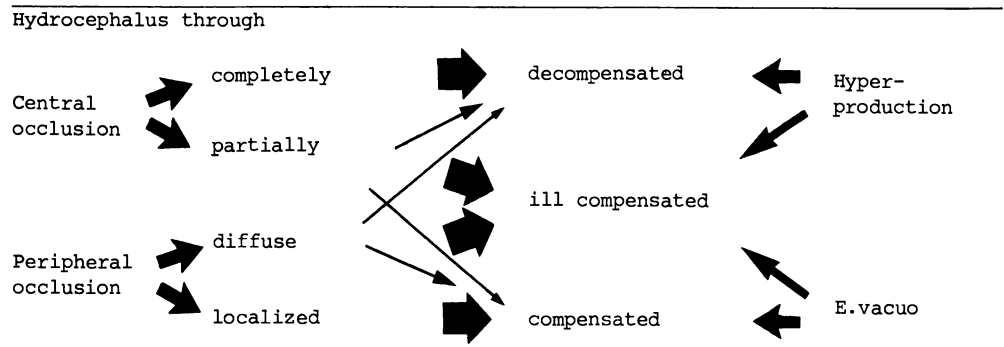 Hydrocephalus through
Central
occlusion
completely
partially
Peripheral
occlusion
diffuse
localized
decompensated
ill compensated
compensated
Hyper-
production
E.vacuo